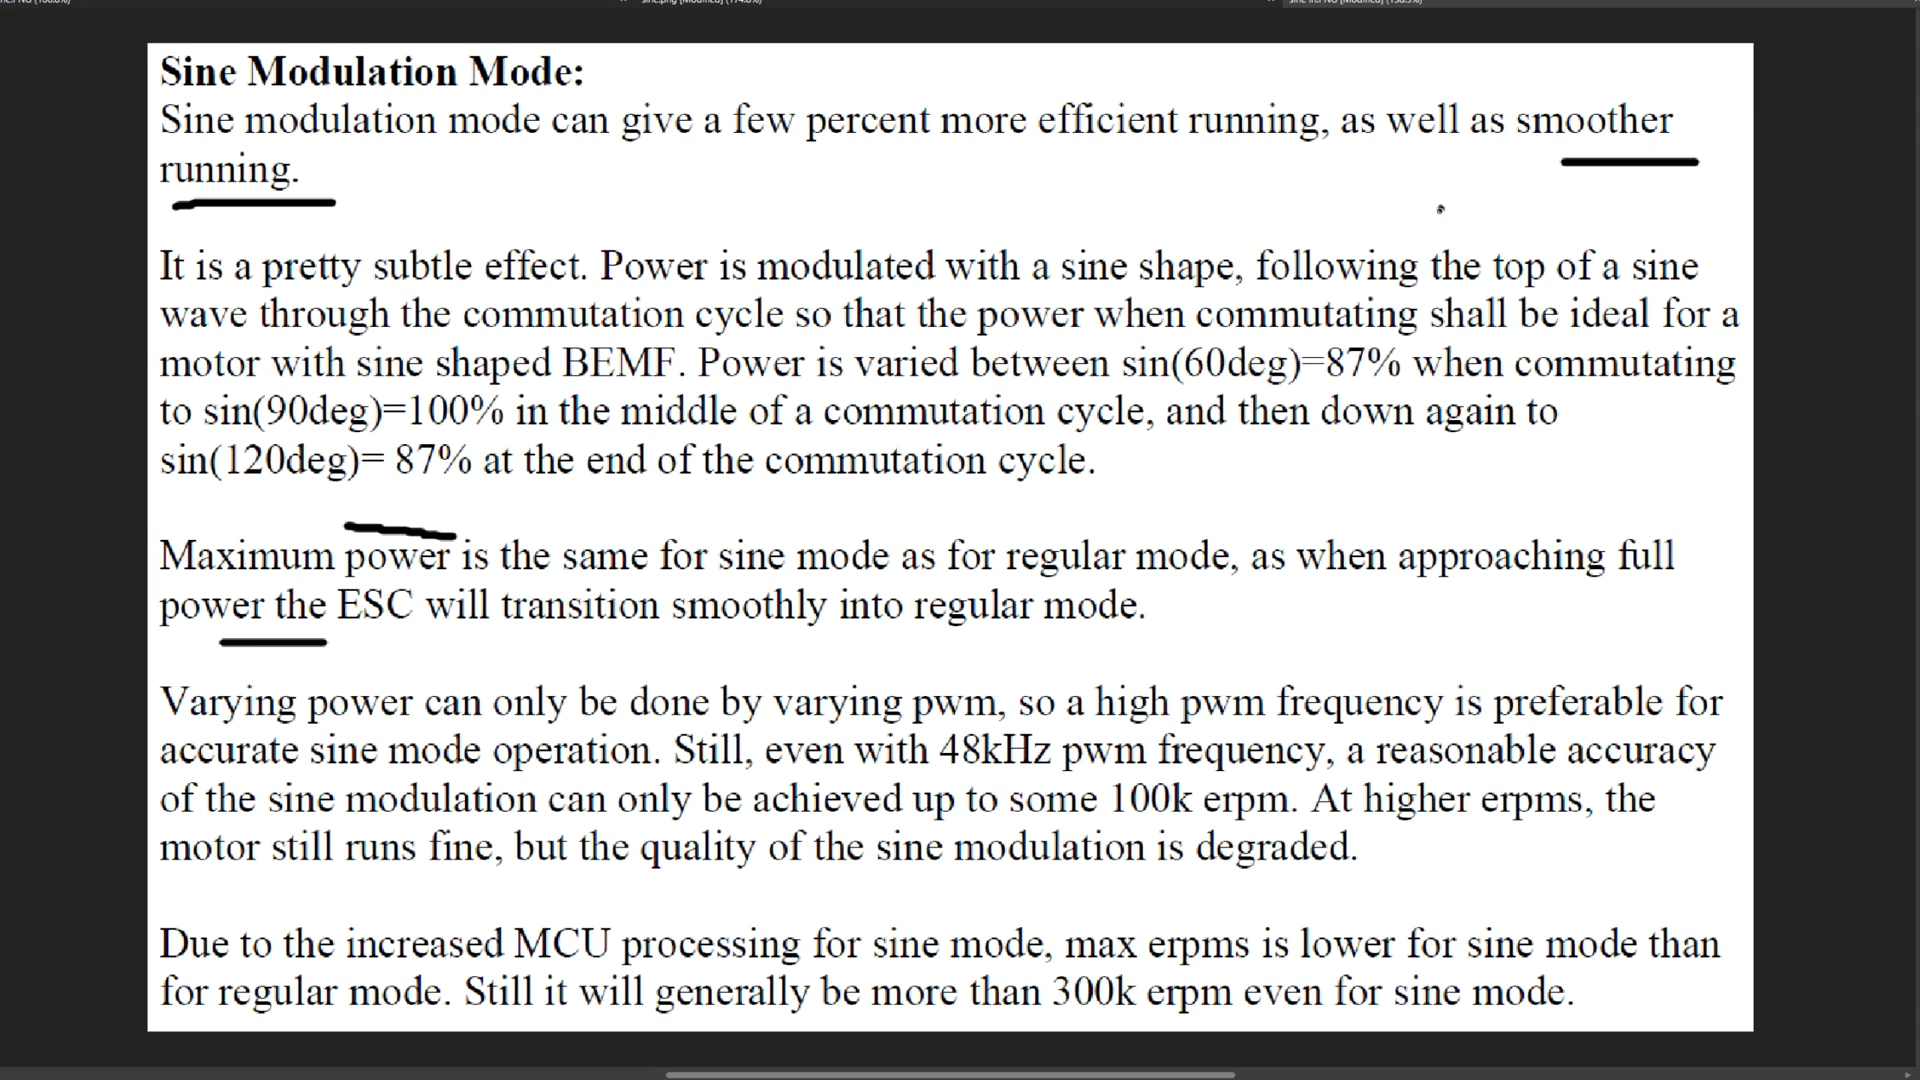 Sine Modulation Mode:
Sine modulation mode can give a few percent more efficient running, as well as smoother
running.
It is a pretty subtle effect. Power is modulated with a sine shape, following the top of a sine
wave through the commutation cycle so that the power when commutating shall be ideal for a
motor with sine shaped BEMF. Power is varied between sin(60deg)=87% when commutating
to sin(90deg)=100% in the middle of a commutation cycle, and then down again to
sin(120deg)= 87% at the end of the commutation cycle.
Maximum power is the same for sine mode as for regular mode, as when approaching full
power the ESC will transition smoothly into regular mode.
Varying power can only be done by varying pwm, so a high pwm frequency is preferable for
accurate sine mode operation. Still, even with 48kHz pwm frequency, a reasonable accuracy
of the sine modulation can only be achieved up to some 100k erpm. At higher erpms, the
motor still runs fine, but the quality of the sine modulation is degraded.
Due to the increased MCU processing for sine mode, max erpms is lower for sine mode than
for regular mode. Still it will generally be more than 300k erpm even for sine mode.